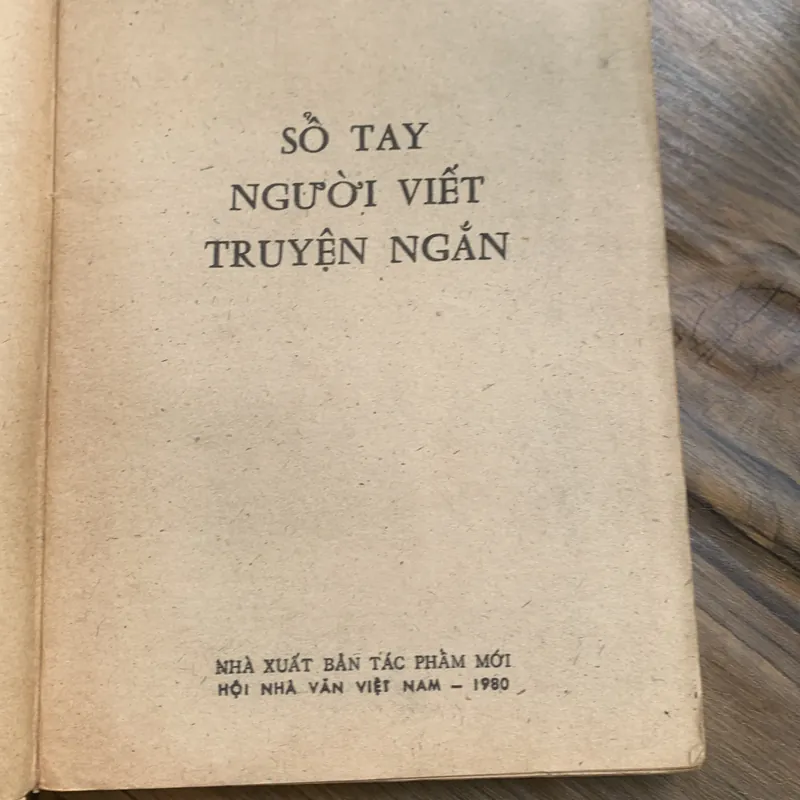 SỔ TAY
NGƯỜI VIẾT
TRUYỆN NGẮN
NHÀ XUẤT BẢN TÁC PHẨM MỚI
HỘI NHÀ VĂN VIỆT NAM — 1980